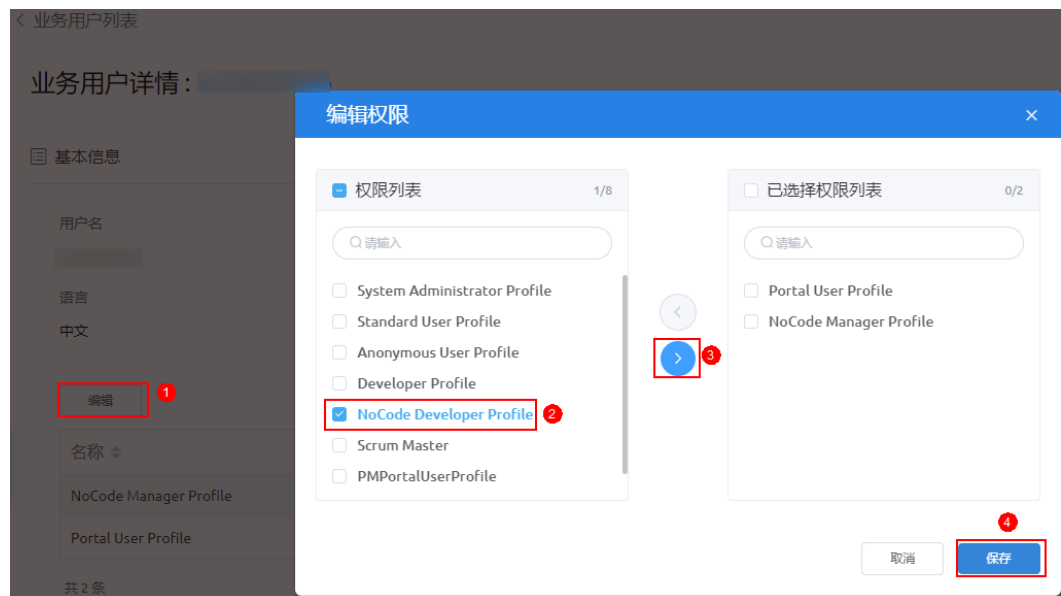 业务用户列表
业务用户详情：
基本信息
用户名
语言
中文
编辑
1
名称
NoCode Manager Profile
Portal User Profile
共2条
编辑权限
权限列表
1/8
请输入
System Administrator Profile
Standard User Profile
Anonymous User Profile
Developer Profile
NoCode Developer Profile
2
Scrum Master
PMPortalUserProfile
3
已选择权限列表
0/2
请输入
Portal User Profile
NoCode Manager Profile
4
取消
保存